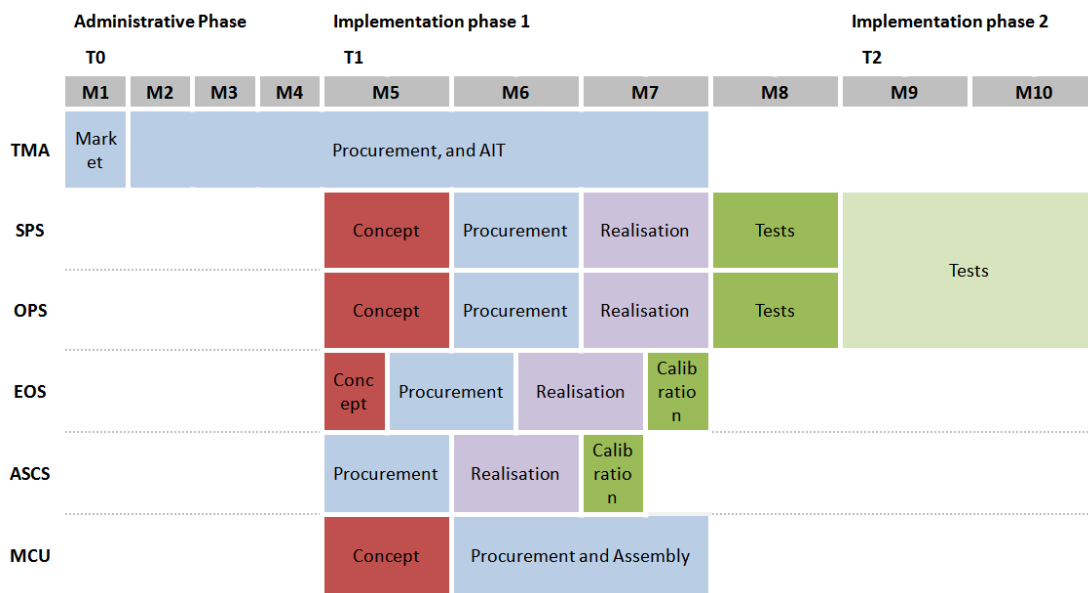 Administrative Phase Implementation phase 1 Implementation phase 2
T0 T1 T2
M1 M2 M3 M4 M5 M6 M7 M8 M9 M10
TMA
Mark
et
Procurement, and AIT
SPS Concept Procurement Realisation Tests
Tests
OPS Concept Procurement Realisation Tests
EOS
Conc
ept
Procurement Realisation
Calib
ratio
n
ASCS Procurement Realisation
Calib
ratio
n
MCU Concept Procurement and Assembly